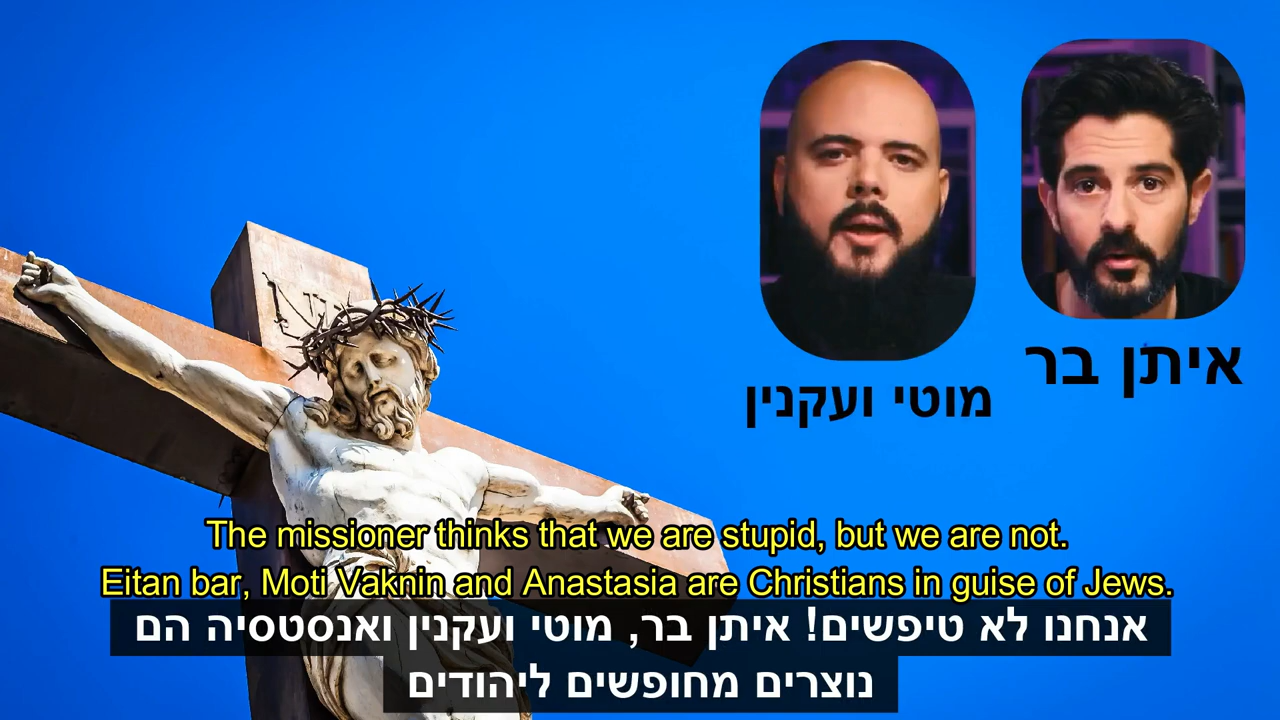 איתן בר
מוטי ועקנין
The missioner thinks that we are stupid, but we are not.
Eitan bar, Moti Vaknin and Anastasia are Christians in guise of Jews.
אנחנו לא טיפשים! איתן בר, מוטי ועקנין ואנסטסיה הם
נוצרים מחופשים ליהודים